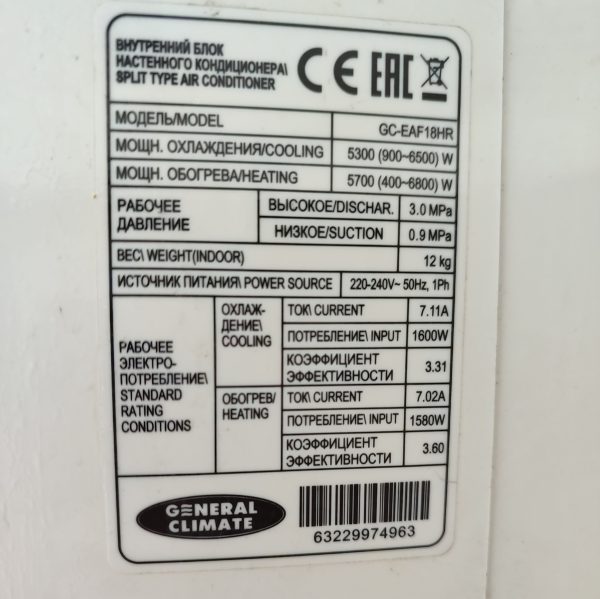 ВНУТРЕННИЙ БЛОК
НАСТЕННОГО КОНДИЦИОНЕРА\
SPLIT TYPE AIR CONDITIONER
CE EAC
МОДЕЛЬ/MODEL GC-EAF18HR
МОЩН. ОХЛАЖДЕНИЯ/COOLING 5300 (900~6500) W
МОЩН. ОБОГРЕВА/HEATING 5700 (400~6800) W
РАБОЧЕЕ
ДАВЛЕНИЕ
ВЫСОКОЕ/DISCHAR. 3.0 MPa
НИЗКОЕ/SUCTION 0.9 MPa
ВЕС\ WEIGHT(INDOOR) 12 kg
ИСТОЧНИК ПИТАНИЯ\ POWER SOURCE 220-240V~ 50Hz, 1Ph
РАБОЧЕЕ
ЭЛЕКТРО-
ПОТРЕБЛЕНИЕ\
STANDARD
RATING
CONDITIONS
ОХЛАЖ-
ДЕНИЕ\
COOLING
ТОК\ CURRENT 7.11A
ПОТРЕБЛЕНИЕ\ INPUT 1600W
КОЭФФИЦИЕНТ
ЭФФЕКТИВНОСТИ 3.31
ОБОГРЕВ/
HEATING
ТОК\ CURRENT 7.02A
ПОТРЕБЛЕНИЕ\ INPUT 1580W
КОЭФФИЦИЕНТ
ЭФФЕКТИВНОСТИ 3.60
GENERAL
CLIMATE
63229974963